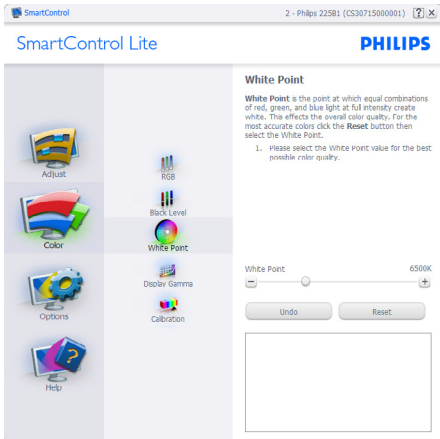 SmartControl
2 - Philips 225B1 (CS30715000001)
SmartControl Lite
PHILIPS
Adjust
Color
Options
Help
RGB
Black Level
White Point
Display Gamma
Calibration
White Point
White Point is the point at which equal combinations
of red, green, and blue light at full intensity create
white. This effects the overall color quality. For the
most accurate colors click the Reset button then
select the White Point.
1. Please select the White Point value for the best
possible color quality.
White Point 6500K
Undo Reset